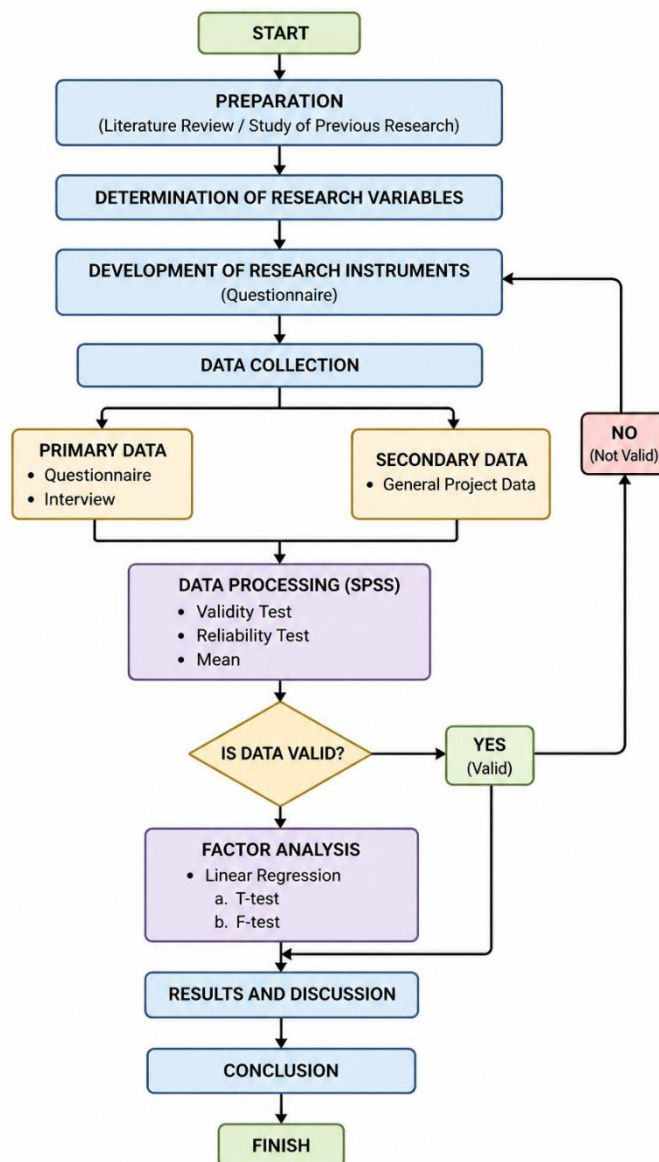 START
PREPARATION
(Literature Review / Study of Previous Research)
DETERMINATION OF RESEARCH VARIABLES
DEVELOPMENT OF RESEARCH INSTRUMENTS
(Questionnaire)
DATA COLLECTION
PRIMARY DATA
• Questionnaire
• Interview
SECONDARY DATA
• General Project Data
NO
(Not Valid)
DATA PROCESSING (SPSS)
• Validity Test
• Reliability Test
• Mean
IS DATA VALID?
YES
(Valid)
FACTOR ANALYSIS
• Linear Regression
a. T-test
b. F-test
RESULTS AND DISCUSSION
CONCLUSION
FINISH